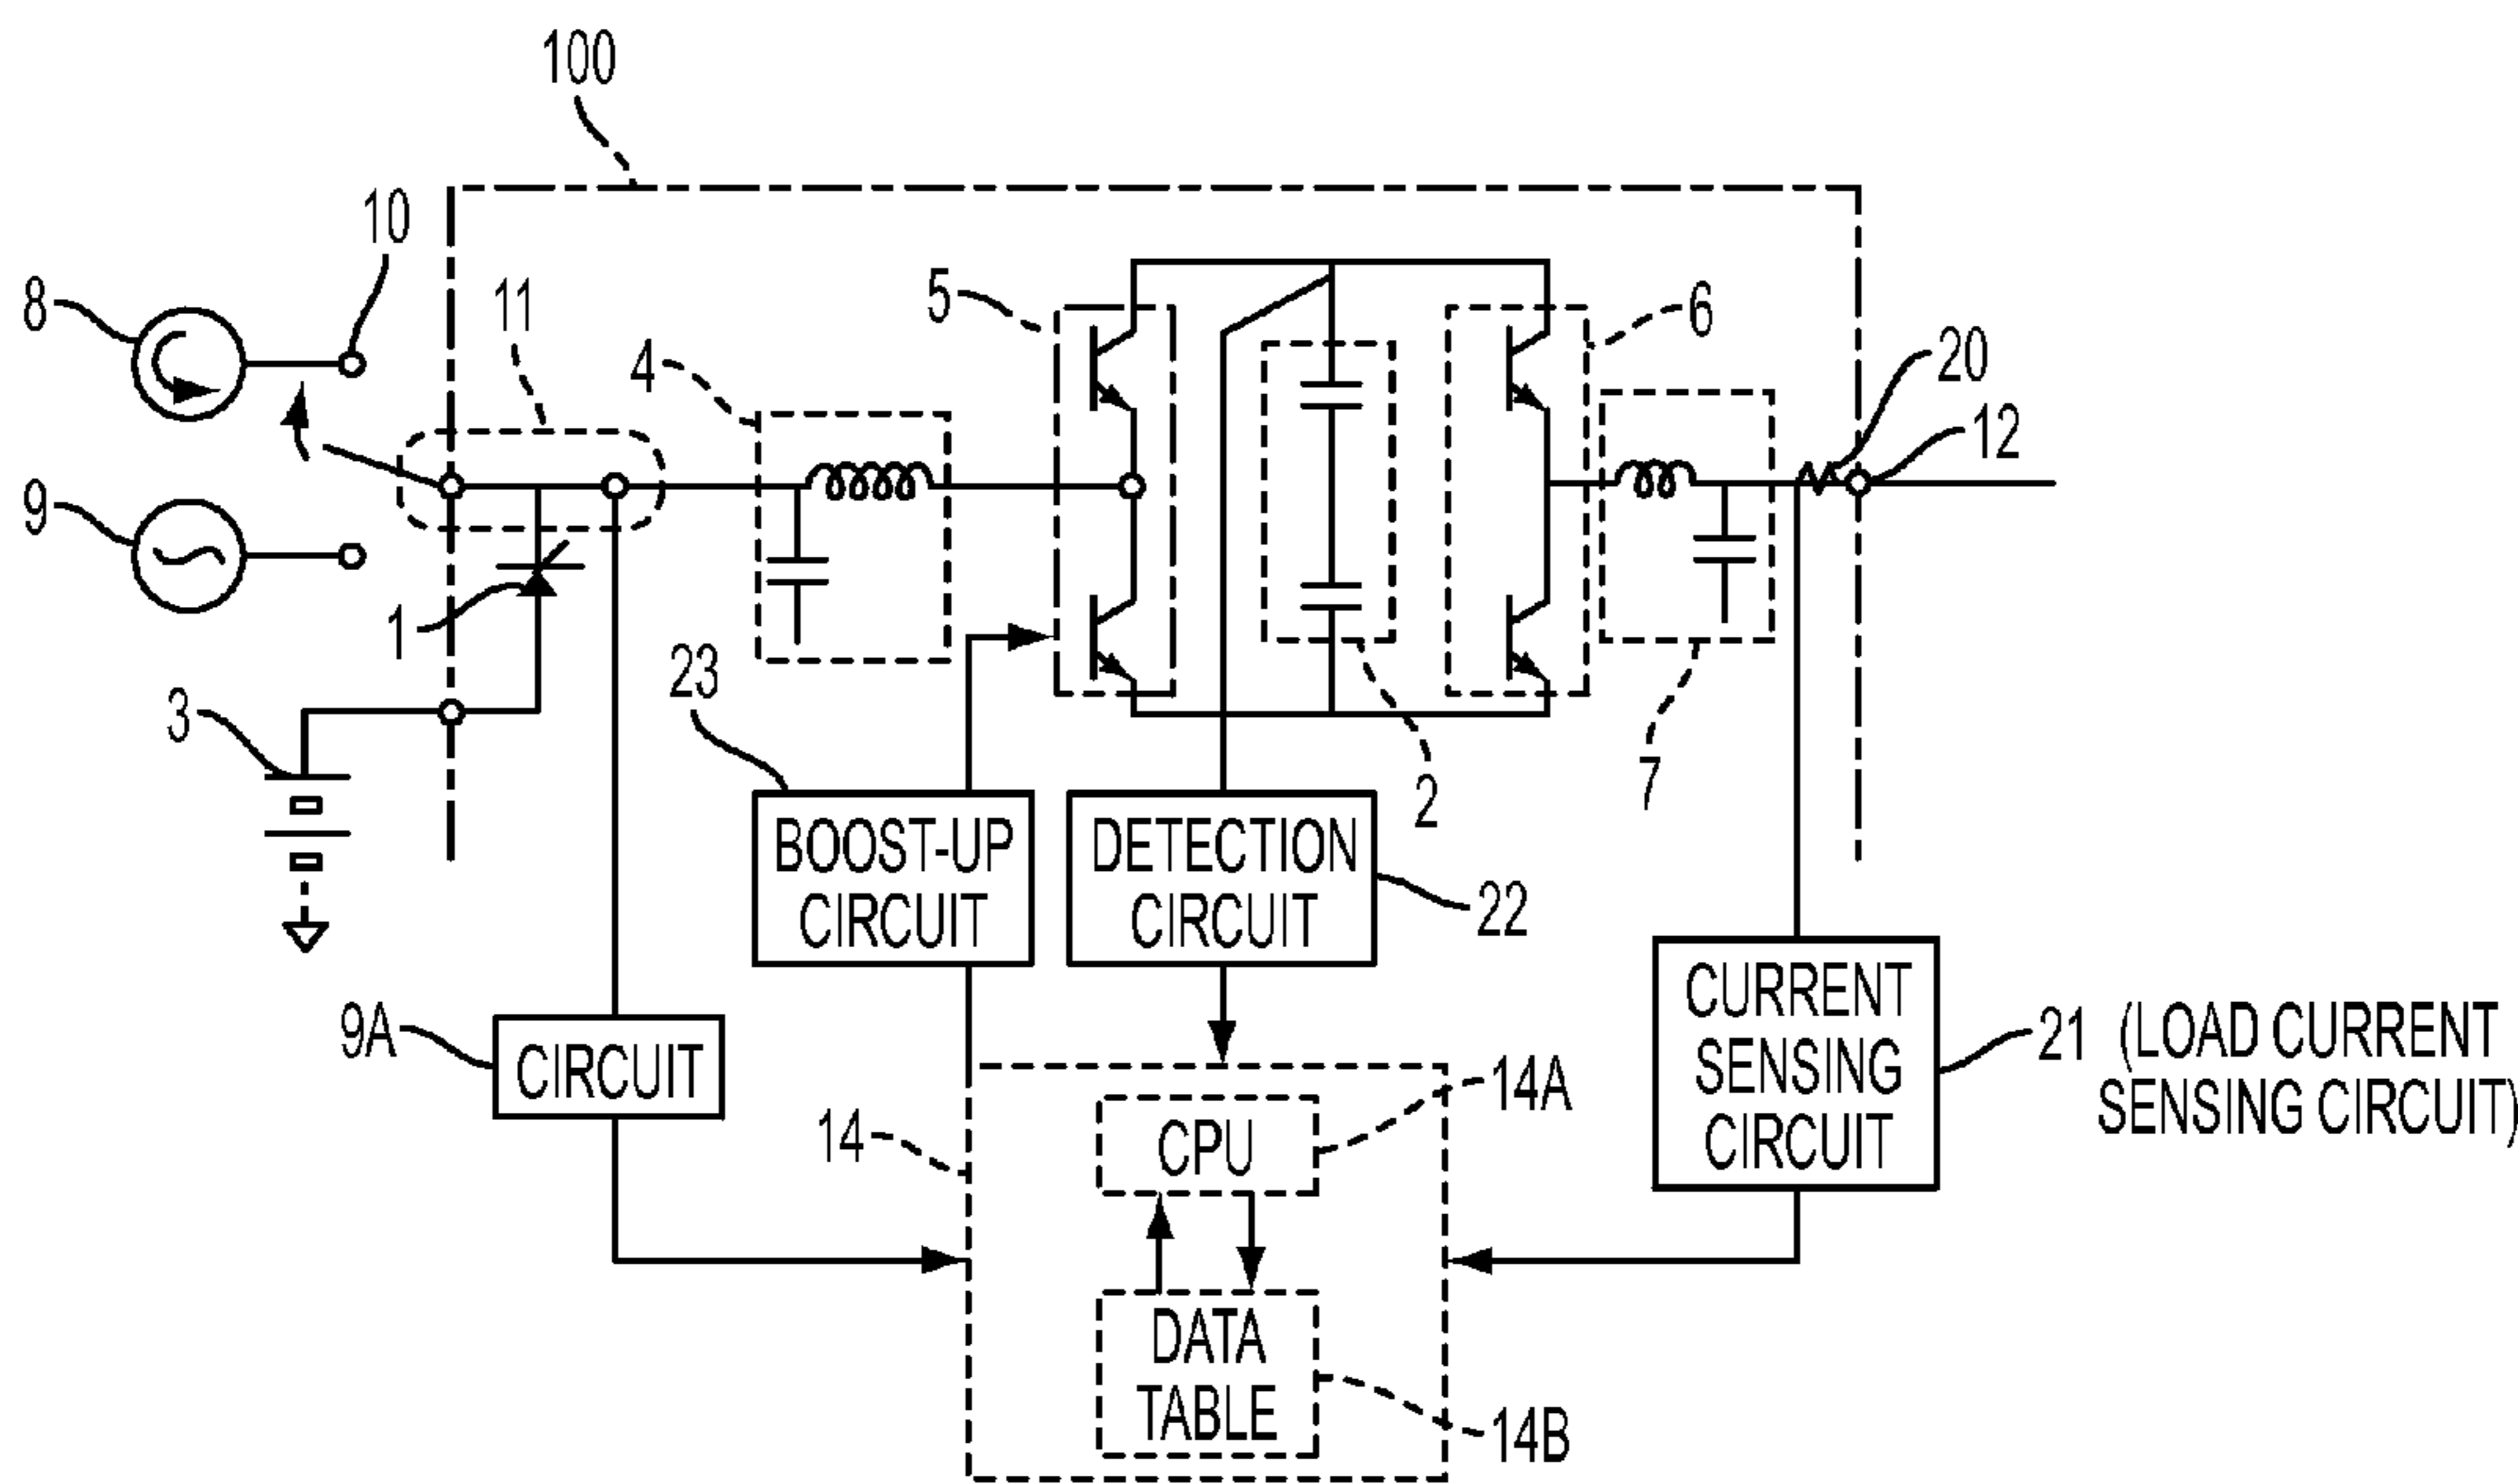 100
10
8
11
5
6
4
20
12
9
1
23
3
2
7
BOOST-UP
CIRCUIT
DETECTION
CIRCUIT
22
CURRENT
SENSING
CIRCUIT
21 (LOAD CURRENT
SENSING CIRCUIT)
9A
CIRCUIT
14A
14
CPU
DATA
TABLE
14B